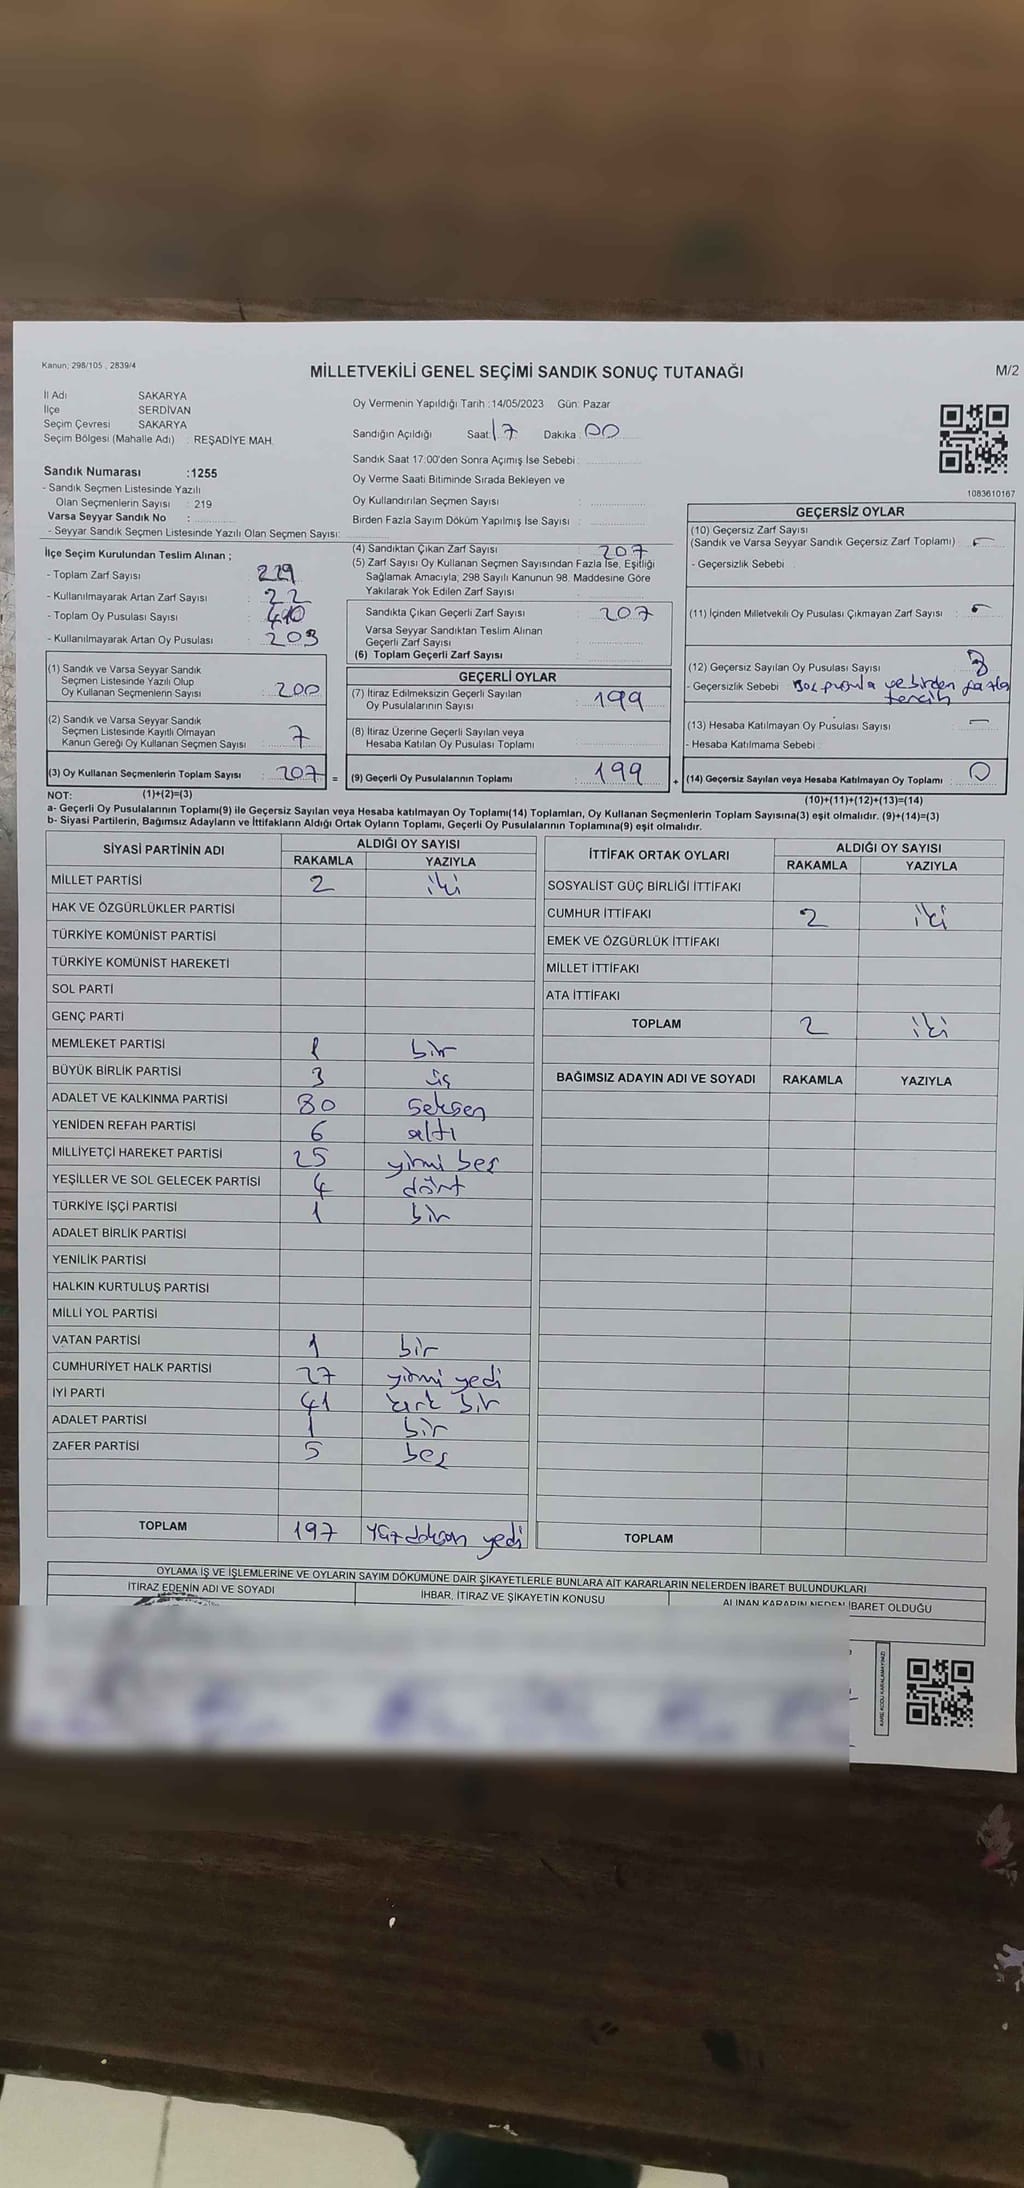 Kanun; 298/105 , 2839/4
MİLLETVEKİLİ GENEL SEÇİMİ SANDIK SONUÇ TUTANAĞI
M/2
İl Adı SAKARYA
İlçe SERDİVAN
Seçim Çevresi SAKARYA
Seçim Bölgesi (Mahalle Adı) : REŞADİYE MAH.
Sandık Numarası :1255
- Sandık Seçmen Listesinde Yazılı
Olan Seçmenlerin Sayısı : 219
Varsa Seyyar Sandık No :
- Seyyar Sandık Seçmen Listesinde Yazılı Olan Seçmen Sayısı:
Oy Vermenin Yapıldığı Tarih :14/05/2023 Gün: Pazar
Sandığın Açıldığı Saat: 17 Dakika 00
Sandık Saat 17:00'den Sonra Açımış İse Sebebi :
Oy Verme Saati Bitiminde Sırada Bekleyen ve
Oy Kullandırılan Seçmen Sayısı :
Birden Fazla Sayım Döküm Yapılmış İse Sayısı :
1083610167
İlçe Seçim Kurulundan Teslim Alınan ;
- Toplam Zarf Sayısı : 229
- Kullanılmayarak Artan Zarf Sayısı : 22
- Toplam Oy Pusulası Sayısı : 410
- Kullanılmayarak Artan Oy Pusulası : 203
(1) Sandık ve Varsa Seyyar Sandık
Seçmen Listesinde Yazılı Olup
Oy Kullanan Seçmenlerin Sayısı : 200
(2) Sandık ve Varsa Seyyar Sandık
Seçmen Listesinde Kayıtlı Olmayan
Kanun Gereği Oy Kullanan Seçmen Sayısı : 7
(3) Oy Kullanan Seçmenlerin Toplam Sayısı : 207 =
(4) Sandıktan Çıkan Zarf Sayısı : 207
(5) Zarf Sayısı Oy Kullanan Seçmen Sayısından Fazla İse, Eşitliği
Sağlamak Amacıyla; 298 Sayılı Kanunun 98. Maddesine Göre
Yakılarak Yok Edilen Zarf Sayısı :
Sandıkta Çıkan Geçerli Zarf Sayısı : 207
Varsa Seyyar Sandıktan Teslim Alınan
Geçerli Zarf Sayısı :
(6) Toplam Geçerli Zarf Sayısı :
GEÇERLİ OYLAR
(7) İtiraz Edilmeksizin Geçerli Sayılan
Oy Pusulalarının Sayısı : 199
(8) İtiraz Üzerine Geçerli Sayılan veya
Hesaba Katılan Oy Pusulası Toplamı :
(9) Geçerli Oy Pusulalarının Toplamı : 199 +
GEÇERSİZ OYLAR
(10) Geçersiz Zarf Sayısı
(Sandık ve Varsa Seyyar Sandık Geçersiz Zarf Toplamı) :
- Geçersizlik Sebebi :
(11) İçinden Milletvekili Oy Pusulası Çıkmayan Zarf Sayısı :
(12) Geçersiz Sayılan Oy Pusulası Sayısı : 8
- Geçersizlik Sebebi : Boş pusula ve birden fazla
tercih
(13) Hesaba Katılmayan Oy Pusulası Sayısı : —
- Hesaba Katılmama Sebebi :
(14) Geçersiz Sayılan veya Hesaba Katılmayan Oy Toplamı :
NOT: (1)+(2)=(3)
(10)+(11)+(12)+(13)=(14)
a- Geçerli Oy Pusulalarının Toplamı(9) ile Geçersiz Sayılan veya Hesaba katılmayan Oy Toplamı(14) Toplamları, Oy Kullanan Seçmenlerin Toplam Sayısına(3) eşit olmalıdır. (9)+(14)=(3)
b- Siyasi Partilerin, Bağımsız Adayların ve İttifakların Aldığı Ortak Oyların Toplamı, Geçerli Oy Pusulalarının Toplamına(9) eşit olmalıdır.
SİYASİ PARTİNİN ADI ALDIĞI OY SAYISI
RAKAMLA YAZIYLA
MİLLET PARTİSİ 2 iki
HAK VE ÖZGÜRLÜKLER PARTİSİ
TÜRKİYE KOMÜNİST PARTİSİ
TÜRKİYE KOMÜNİST HAREKETİ
SOL PARTİ
GENÇ PARTİ
MEMLEKET PARTİSİ 1 bir
BÜYÜK BİRLİK PARTİSİ 3 üç
ADALET VE KALKINMA PARTİSİ 80 seksen
YENİDEN REFAH PARTİSİ 6 altı
MİLLİYETÇİ HAREKET PARTİSİ 25 yirmi beş
YEŞİLLER VE SOL GELECEK PARTİSİ 4 dört
TÜRKİYE İŞÇİ PARTİSİ 1 bir
ADALET BİRLİK PARTİSİ
YENİLİK PARTİSİ
HALKIN KURTULUŞ PARTİSİ
MİLLİ YOL PARTİSİ
VATAN PARTİSİ 1 bir
CUMHURİYET HALK PARTİSİ 27 yirmi yedi
İYİ PARTİ 41 kırk bir
ADALET PARTİSİ 1 bir
ZAFER PARTİSİ 5 beş
TOPLAM 197 yüzdoksan yedi
İTTİFAK ORTAK OYLARI ALDIĞI OY SAYISI
RAKAMLA YAZIYLA
SOSYALİST GÜÇ BİRLİĞİ İTTİFAKI
CUMHUR İTTİFAKI 2 iki
EMEK VE ÖZGÜRLÜK İTTİFAKI
MİLLET İTTİFAKI
ATA İTTİFAKI
TOPLAM 2 iki
BAĞIMSIZ ADAYIN ADI VE SOYADI RAKAMLA YAZIYLA
TOPLAM
OYLAMA İŞ VE İŞLEMLERİNE VE OYLARIN SAYIM DÖKÜMÜNE DAİR ŞİKAYETLERLE BUNLARA AİT KARARLARIN NELERDEN İBARET BULUNDUKLARI
İTİRAZ EDENİN ADI VE SOYADI İHBAR, İTİRAZ VE ŞİKAYETİN KONUSU ALINAN KARARIN NEDEN İBARET OLDUĞU